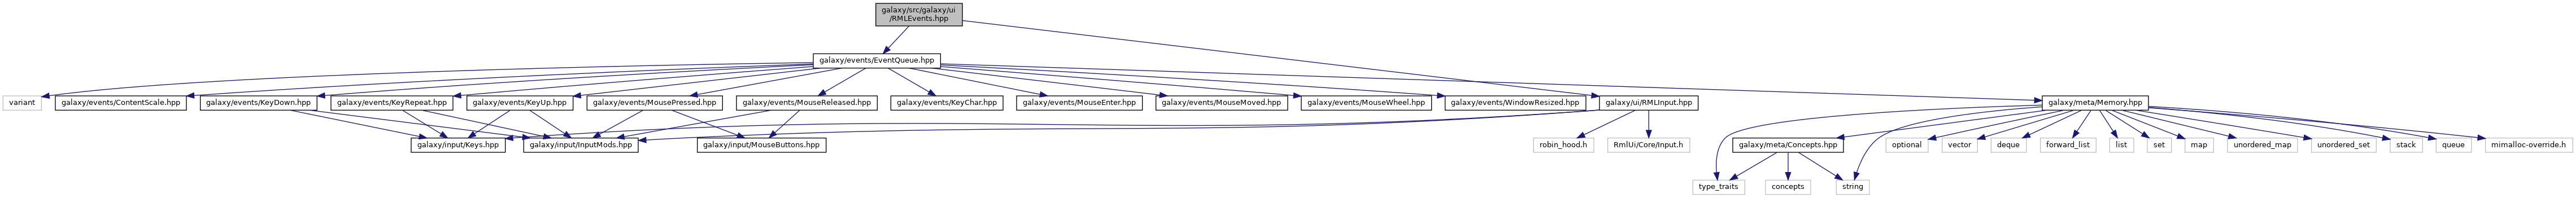 galaxy/src/galaxy/ui
/RMLEvents.hpp
galaxy/events/EventQueue.hpp
variant
galaxy/events/ContentScale.hpp
galaxy/events/KeyDown.hpp
galaxy/events/KeyRepeat.hpp
galaxy/events/KeyUp.hpp
galaxy/events/MousePressed.hpp
galaxy/events/MouseReleased.hpp
galaxy/events/KeyChar.hpp
galaxy/events/MouseEnter.hpp
galaxy/events/MouseMoved.hpp
galaxy/events/MouseWheel.hpp
galaxy/events/WindowResized.hpp
galaxy/ui/RMLInput.hpp
galaxy/meta/Memory.hpp
galaxy/input/Keys.hpp
galaxy/input/InputMods.hpp
galaxy/input/MouseButtons.hpp
robin_hood.h
RmlUi/Core/Input.h
galaxy/meta/Concepts.hpp
optional
vector
deque
forward_list
list
set
map
unordered_map
unordered_set
stack
queue
mimalloc-override.h
type_traits
concepts
string